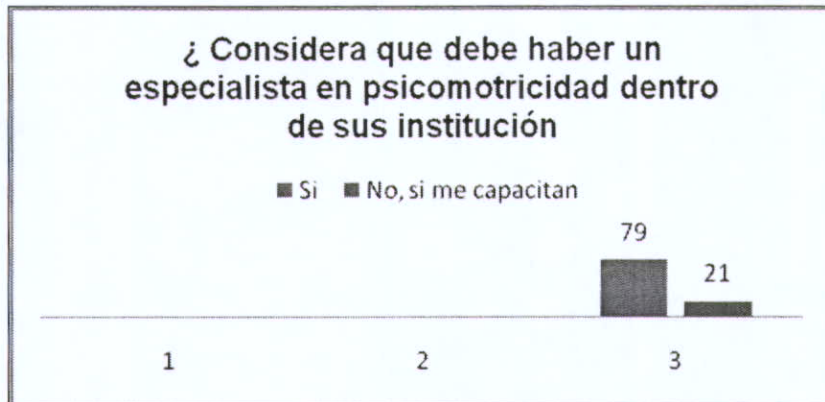 ¿ Considera que debe haber un
especialista en psicomotricidad dentro
de sus institución
Si No, si me capacitan
79
21
1 2 3